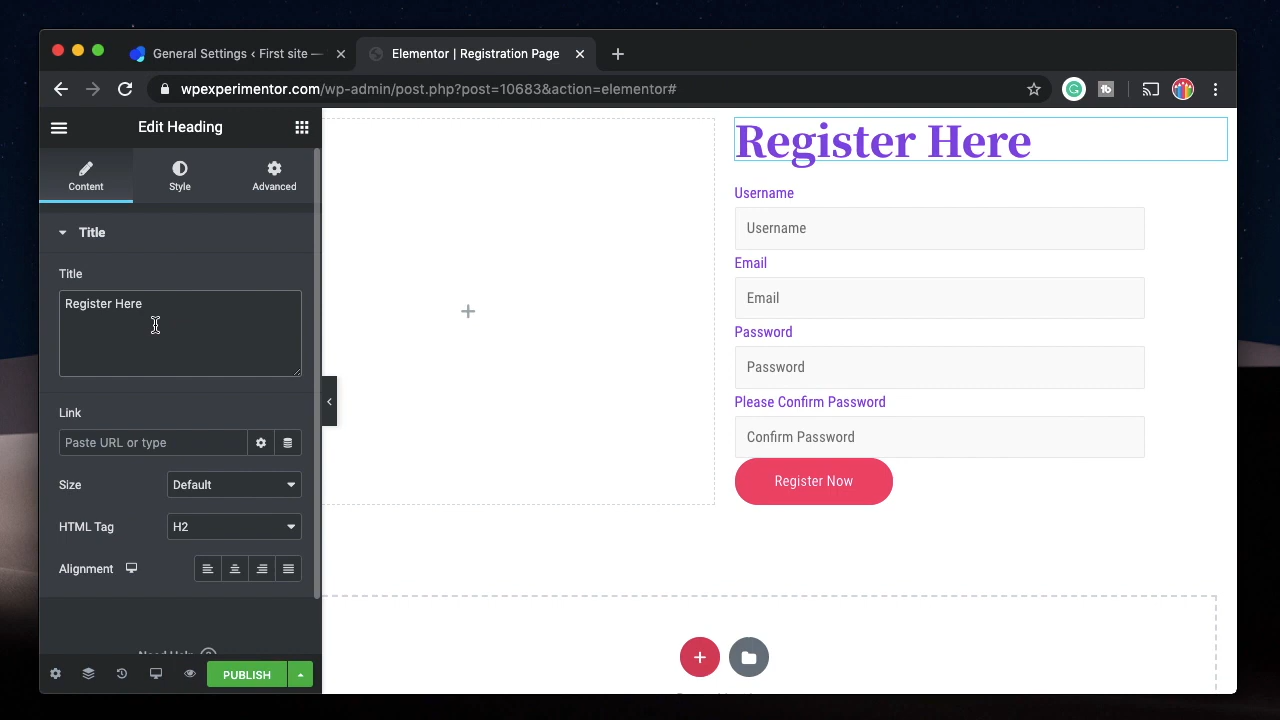 General Settings ‹ First site —
Elementor | Registration Page
wpexperimentor.com/wp-admin/post.php?post=10683&action=elementor#
Edit Heading
Content
Style
Advanced
Title
Title
Register Here
Link
Paste URL or type
Size
Default
HTML Tag
H2
Alignment
Need Help
PUBLISH
Register Here
Username
Username
Email
Email
Password
Password
Please Confirm Password
Confirm Password
Register Now